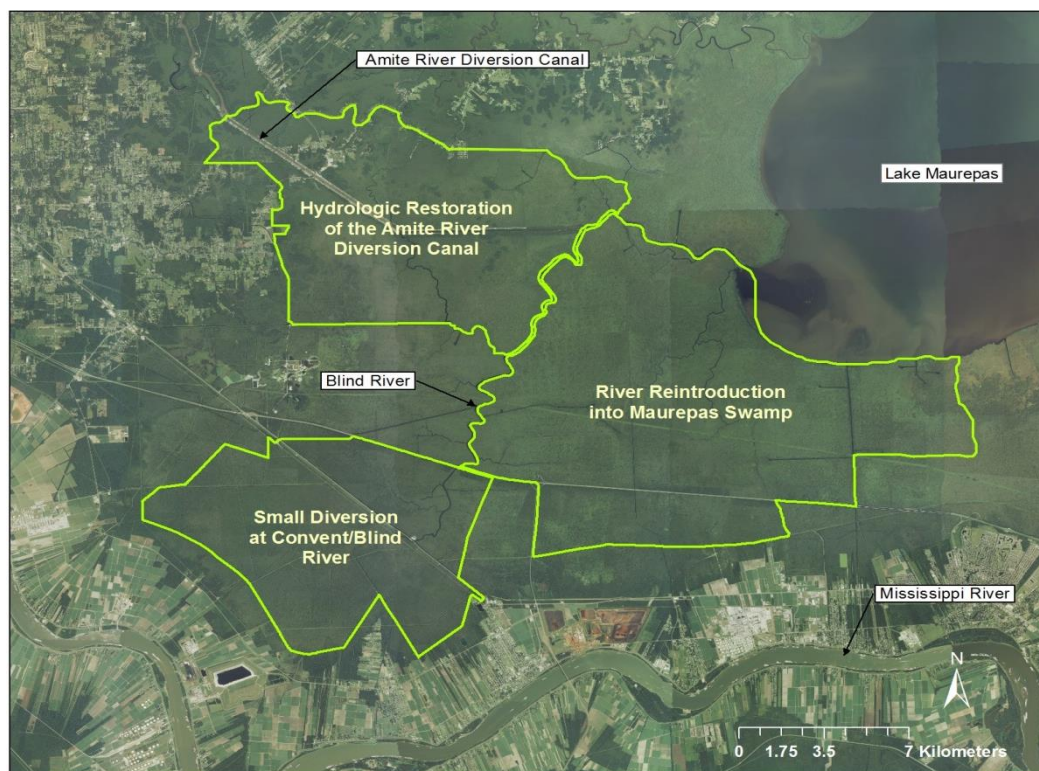 Amite River Diversion Canal
Lake Maurepas
Hydrologic Restoration
of the Amite River
Diversion Canal
Blind River
River Reintroduction
into Maurepas Swamp
Small Diversion
at Convent/Blind
River
Mississippi River
N
0 1.75 3.5 7 Kilometers